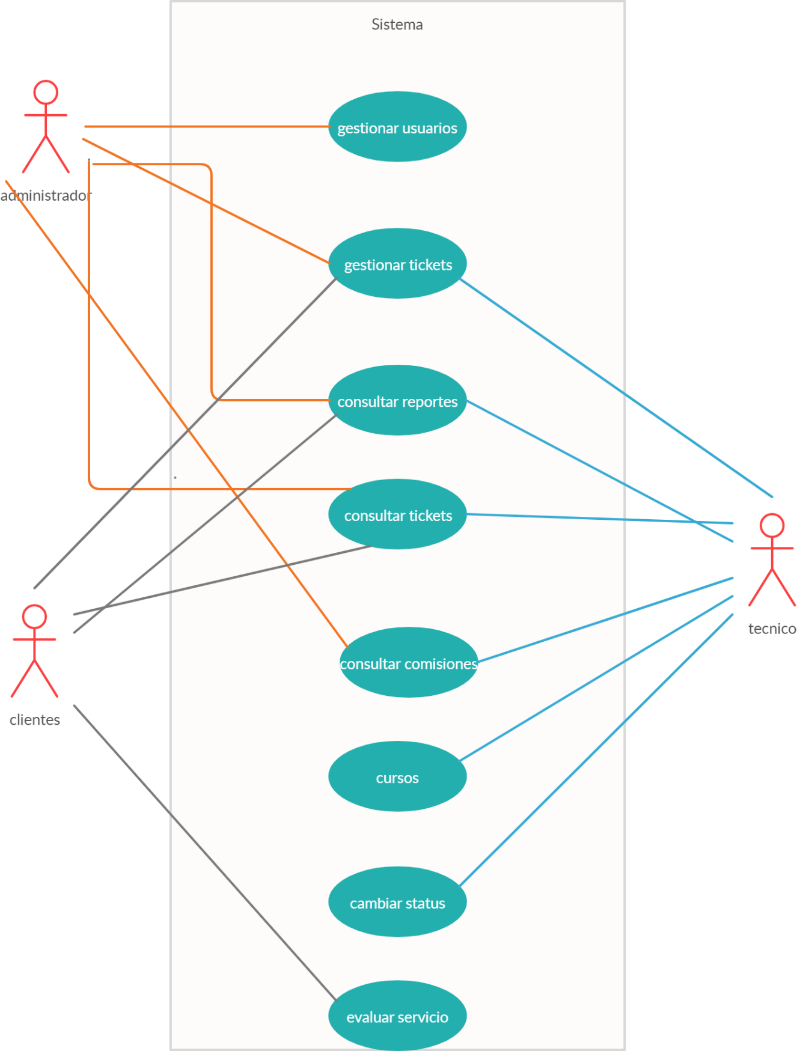 Sistema
gestionar usuarios
administrador
gestionar tickets
consultar reportes
consultar tickets
tecnico
consultar comisiones
clientes
cursos
cambiar status
evaluar servicio